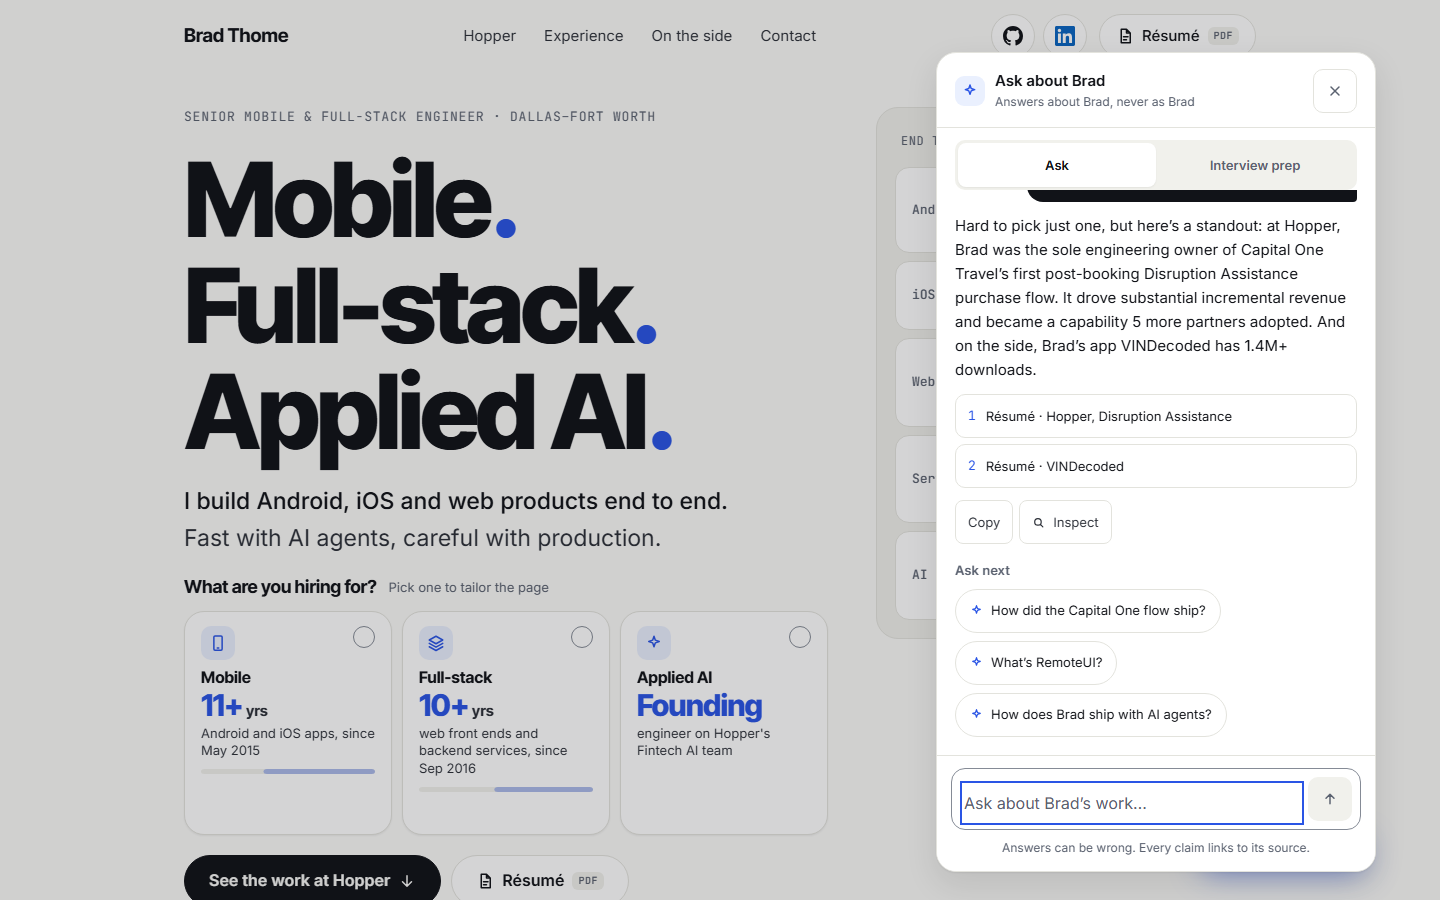 Brad Thome
Hopper
Experience
On the side
Contact
Résumé PDF
SENIOR MOBILE & FULL-STACK ENGINEER · DALLAS–FORT WORTH
Mobile.
Full-stack.
Applied AI.
I build Android, iOS and web products end to end.
Fast with AI agents, careful with production.
What are you hiring for? Pick one to tailor the page
Mobile
11+ yrs
Android and iOS apps, since
May 2015
Full-stack
10+ yrs
web front ends and
backend services, since
Sep 2016
Applied AI
Founding
engineer on Hopper's
Fintech AI team
See the work at Hopper
Résumé PDF
END
iOS
Web
AI
Ask about Brad
Answers about Brad, never as Brad
Ask
Interview prep
Hard to pick just one, but here’s a standout: at Hopper,
Brad was the sole engineering owner of Capital One
Travel’s first post-booking Disruption Assistance
purchase flow. It drove substantial incremental revenue
and became a capability 5 more partners adopted. And
on the side, Brad’s app VINDecoded has 1.4M+
downloads.
1 Résumé · Hopper, Disruption Assistance
2 Résumé · VINDecoded
Copy
Inspect
Ask next
How did the Capital One flow ship?
What’s RemoteUI?
How does Brad ship with AI agents?
Ask about Brad’s work…
Answers can be wrong. Every claim links to its source.